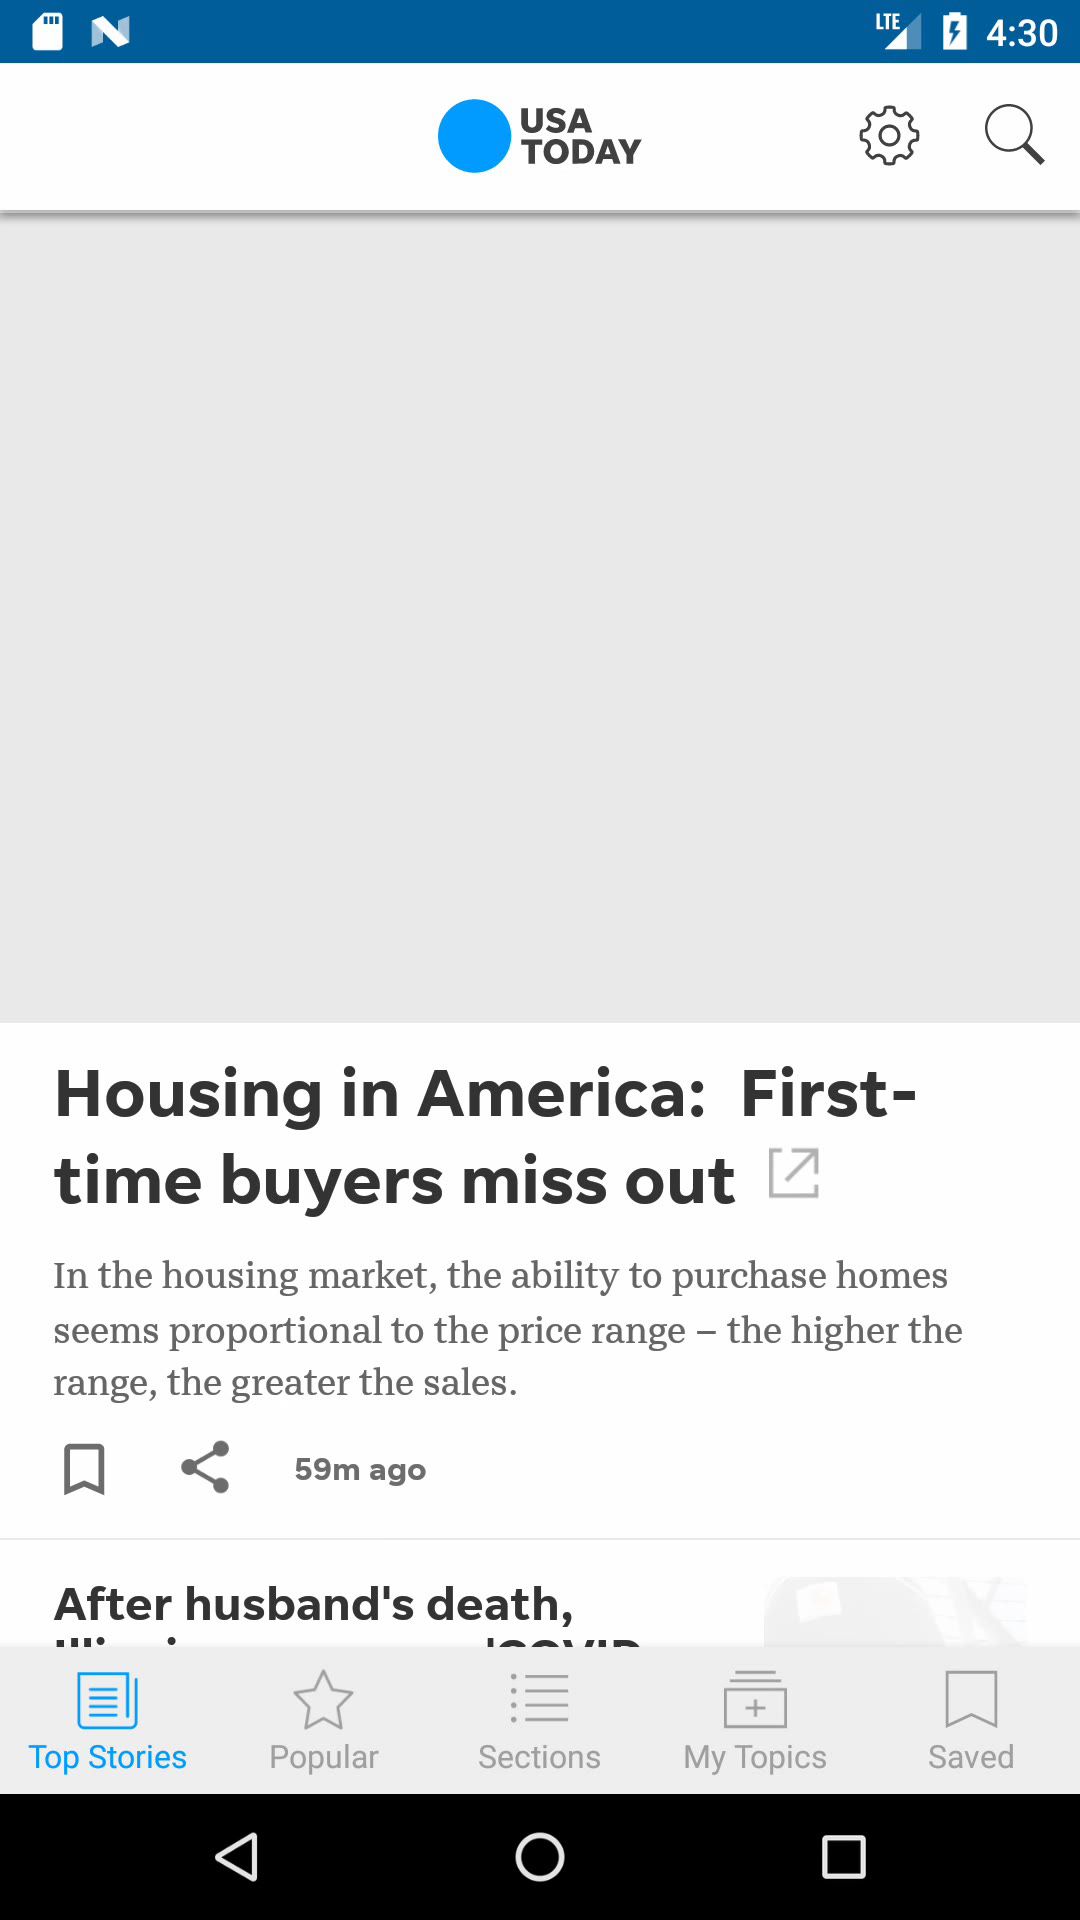 LTE 4:30
USA
TODAY
Housing in America: First-
time buyers miss out
In the housing market, the ability to purchase homes
seems proportional to the price range – the higher the
range, the greater the sales.
59m ago
After husband's death,
Top Stories
Popular
Sections
My Topics
Saved